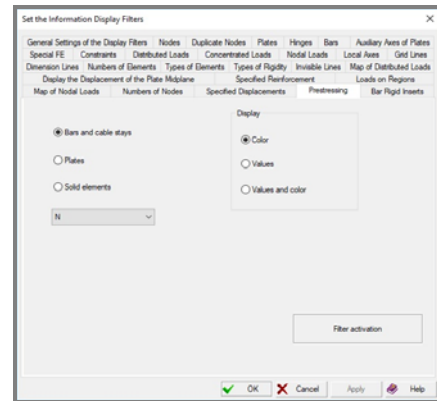 Set the Information Display Filters
General Settings of the Display Filters Nodes Duplicate Nodes Plates Hinges Bars Auxiliary Axes of Plates
Special FE Constraints Distributed Loads Concentrated Loads Nodal Loads Local Axes Grid Lines
Dimension Lines Numbers of Elements Types of Elements Types of Rigidity Invisible Lines Map of Distributed Loads
Display the Displacement of the Plate Midplane Specified Reinforcement Loads on Regions
Map of Nodal Loads Numbers of Nodes Specified Displacements Prestressing Bar Rigid Inserts
Display
Bars and cable stays
Color
Plates
Values
Solid elements
Values and color
N
Filter activation
OK Cancel Apply Help